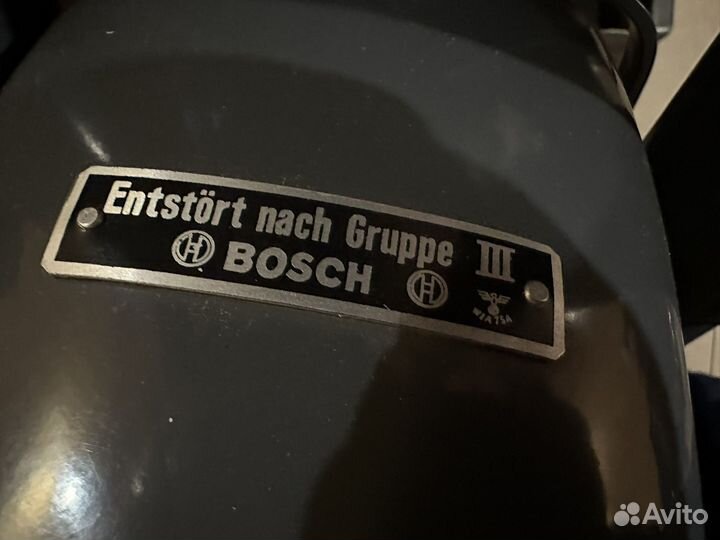 Entstört nach Gruppe III
BOSCH
Avito